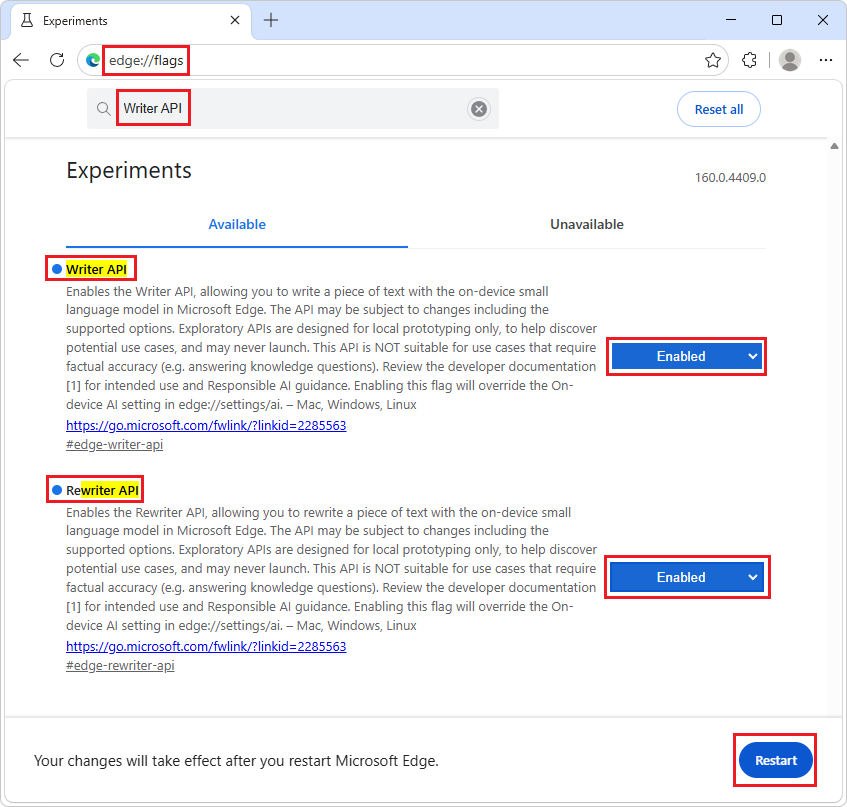 Experiments
edge://flags
Writer API
Reset all
Experiments
160.0.4409.0
Available
Unavailable
Writer API
Enables the Writer API, allowing you to write a piece of text with the on-device small
language model in Microsoft Edge. The API may be subject to changes including the
supported options. Exploratory APIs are designed for local prototyping only, to help discover
potential use cases, and may never launch. This API is NOT suitable for use cases that require
factual accuracy (e.g. answering knowledge questions). Review the developer documentation
[1] for intended use and Responsible AI guidance. Enabling this flag will override the On-
device AI setting in edge://settings/ai. – Mac, Windows, Linux
https://go.microsoft.com/fwlink/?linkid=2285563
#edge-writer-api
Enabled
Rewriter API
Enables the Rewriter API, allowing you to rewrite a piece of text with the on-device small
language model in Microsoft Edge. The API may be subject to changes including the
supported options. Exploratory APIs are designed for local prototyping only, to help discover
potential use cases, and may never launch. This API is NOT suitable for use cases that require
factual accuracy (e.g. answering knowledge questions). Review the developer documentation
[1] for intended use and Responsible AI guidance. Enabling this flag will override the On-
device AI setting in edge://settings/ai. – Mac, Windows, Linux
https://go.microsoft.com/fwlink/?linkid=2285563
#edge-rewriter-api
Enabled
Your changes will take effect after you restart Microsoft Edge.
Restart